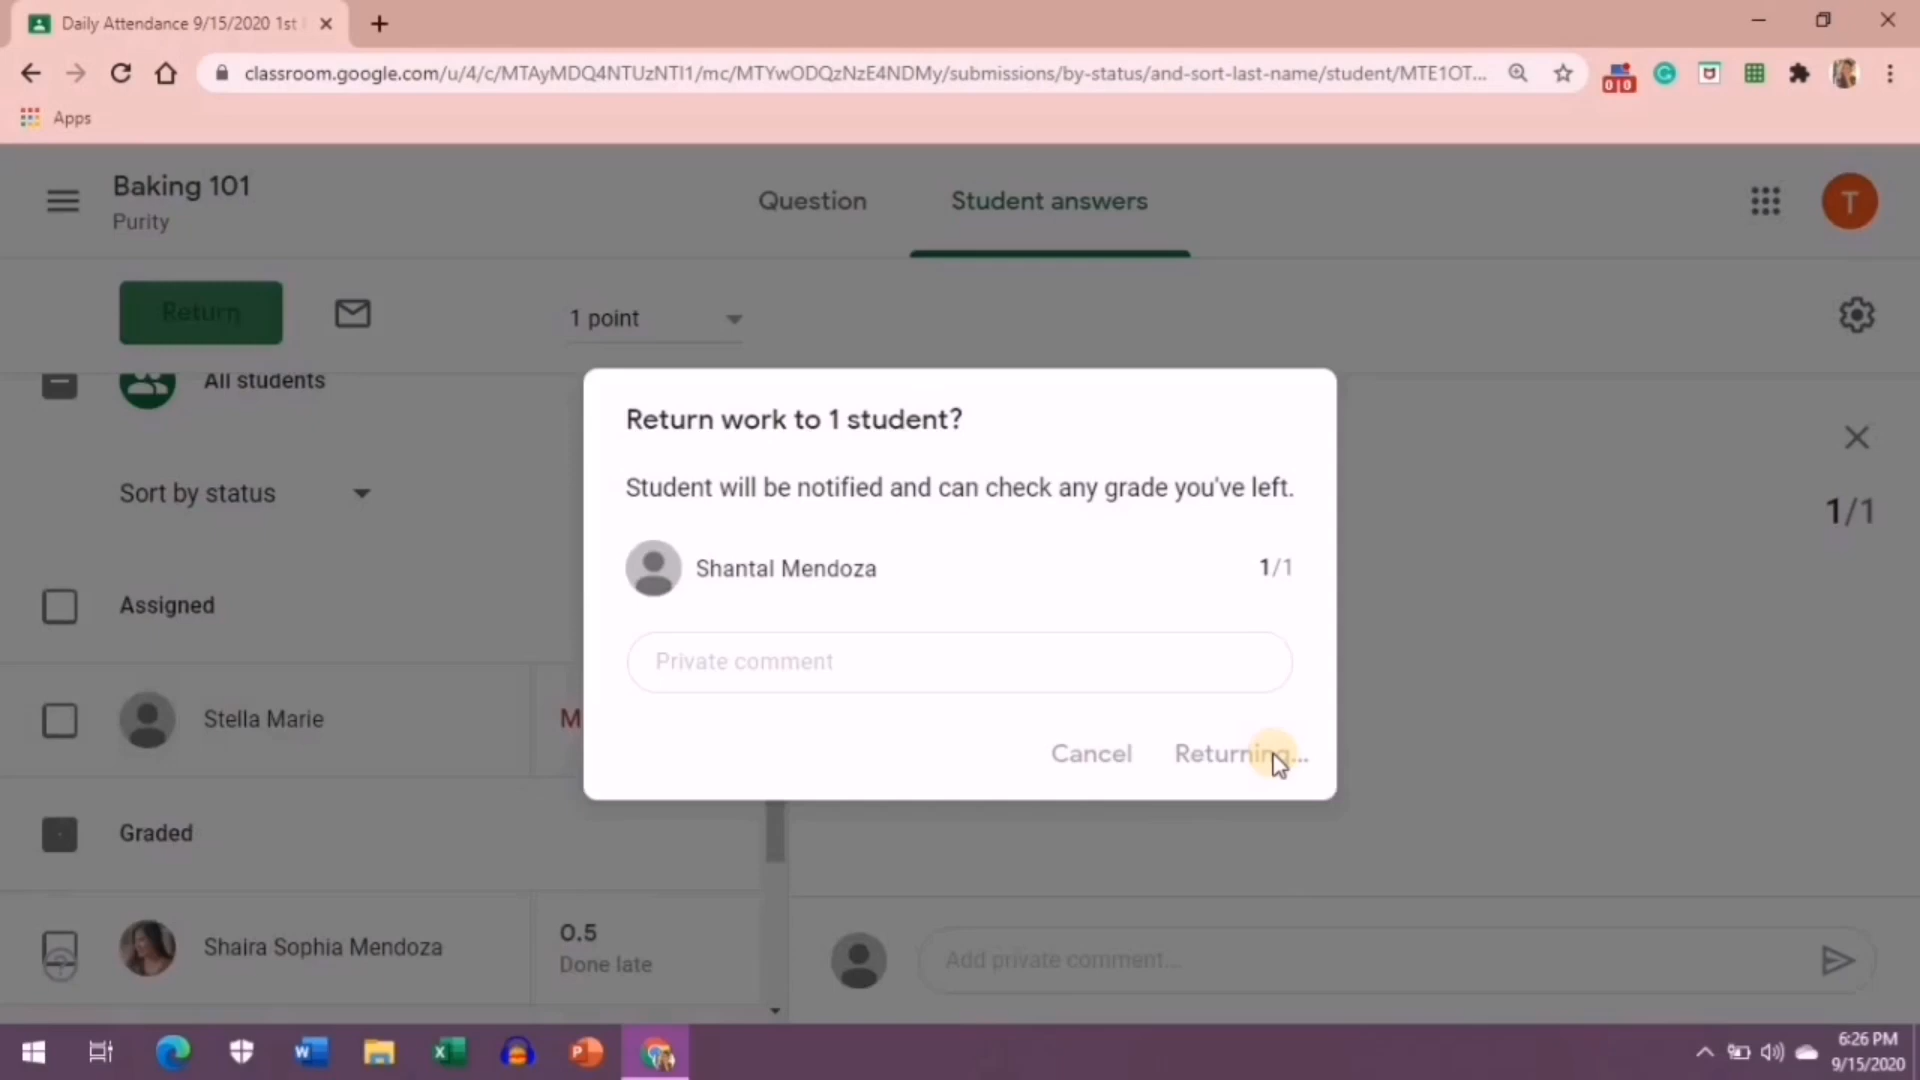 Daily Attendance 9/15/2020 1st
classroom.google.com/u/4/c/MTAyMDQ4NTUzNTI1/mc/MTYwODQzNzE4NDMy/submissions/by-status/and-sort-last-name/student/MTE1OT...
Apps
Baking 101
Purity
Question
Student answers
T
Return
1 point
All students
Return work to 1 student?
Student will be notified and can check any grade you've left.
1/1
Sort by status
Shantal Mendoza
1/1
Assigned
Private comment
Stella Marie
M
Cancel
Returning...
Graded
Shaira Sophia Mendoza
0.5
Done late
Add private comment...
6:26 PM
9/15/2020